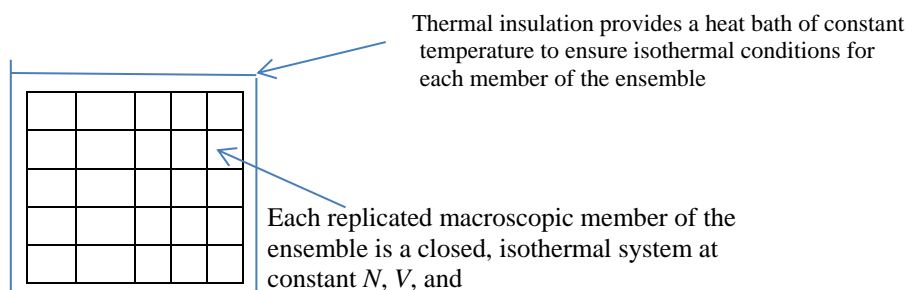 Thermal insulation provides a heat bath of constant
temperature to ensure isothermal conditions for
each member of the ensemble
Each replicated macroscopic member of the
ensemble is a closed, isothermal system at
constant N, V, and